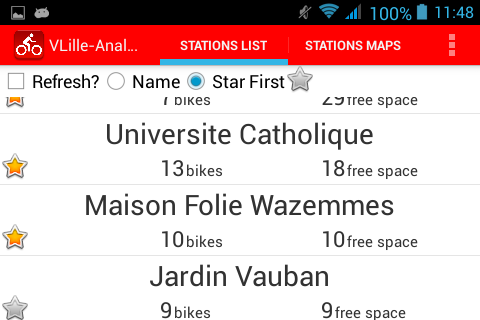 100% 11:48
VLille-Anal... STATIONS LIST STATIONS MAPS
Refresh? Name Star First
7 bikes 29 free space
Universite Catholique
13 bikes 18 free space
Maison Folie Wazemmes
10 bikes 10 free space
Jardin Vauban
9 bikes 9 free space